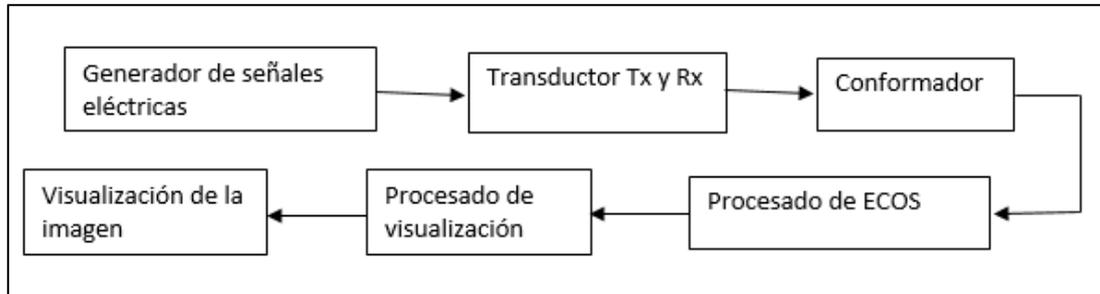 Generador de señales
eléctricas
Transductor Tx y Rx
Conformador
Procesado de ECOS
Procesado de
visualización
Visualización de la
imagen